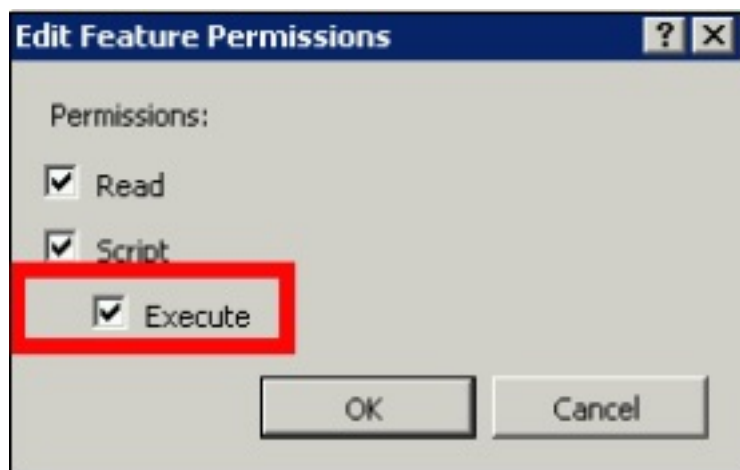 Edit Feature Permissions
Permissions:
Read
Script
Execute
OK Cancel